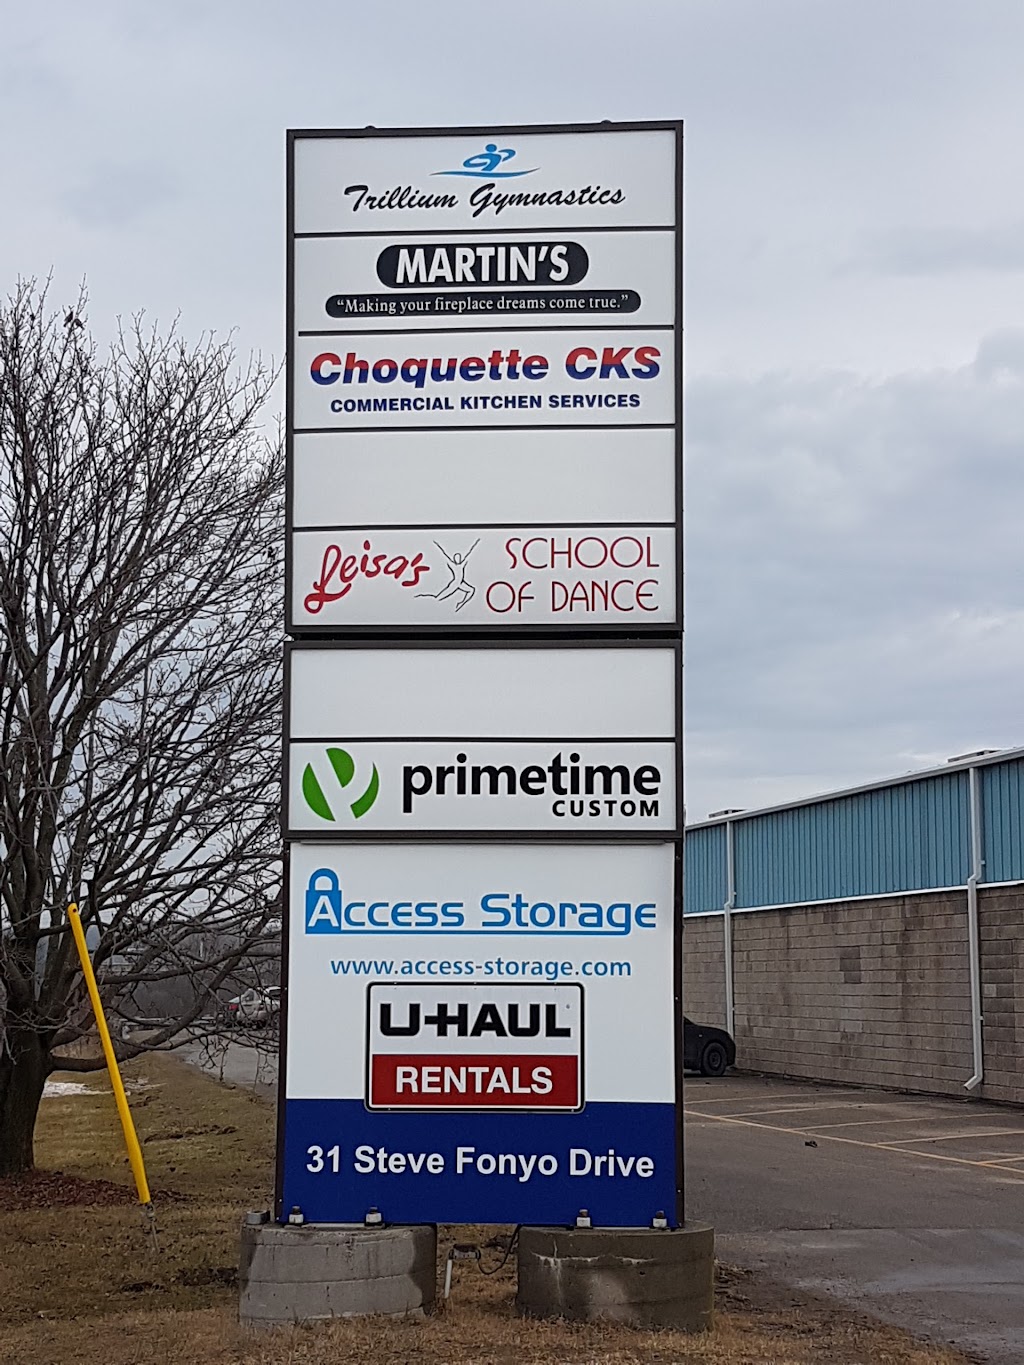 Trillium Gymnastics
MARTIN'S
"Making your fireplace dreams come true."
Choquette CKS
COMMERCIAL KITCHEN SERVICES
Leisa's SCHOOL
OF DANCE
primetime
CUSTOM
Access Storage
www.access-storage.com
U-HAUL
RENTALS
31 Steve Fonyo Drive